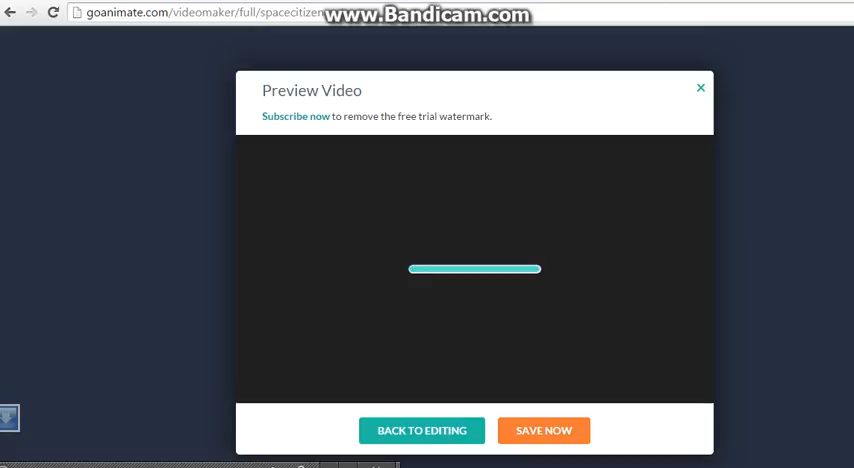 goanimate.com/videomaker/full/spacecitizen
www.Bandicam.com
Preview Video
Subscribe now to remove the free trial watermark.
BACK TO EDITING
SAVE NOW